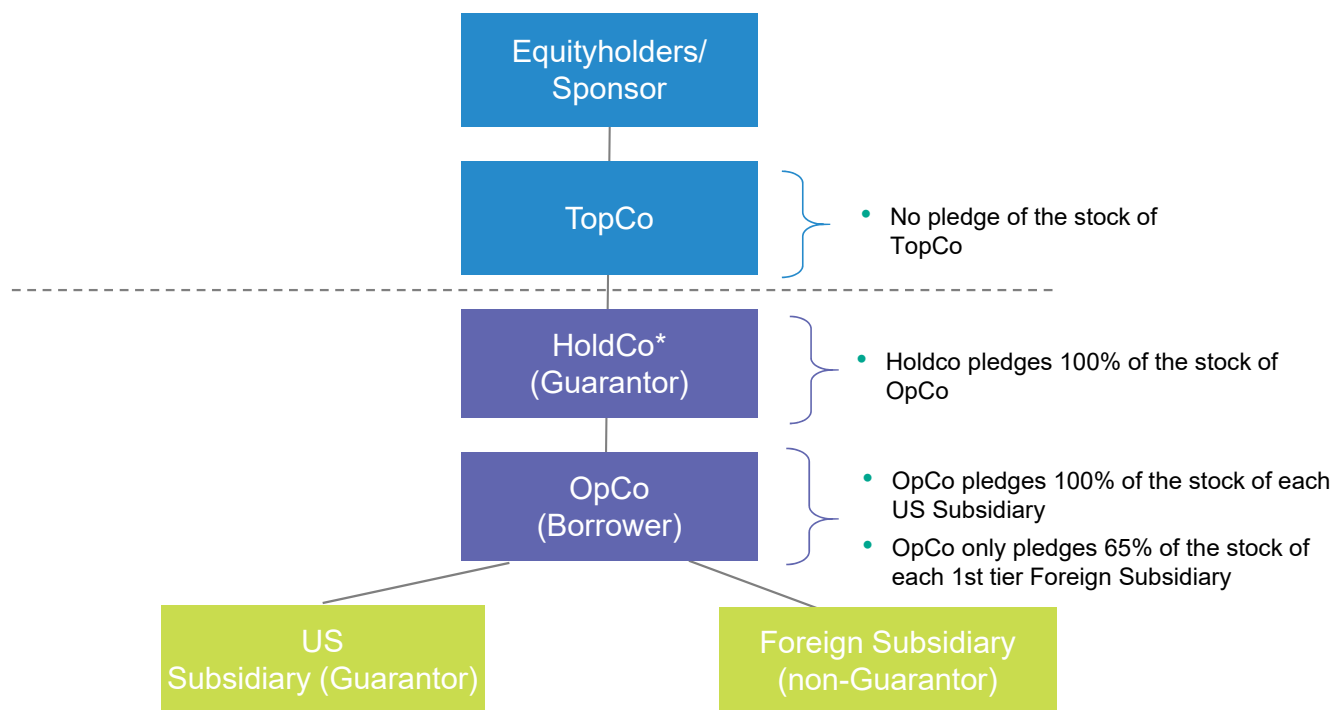 Equityholders/
Sponsor
TopCo
• No pledge of the stock of
TopCo
HoldCo*
(Guarantor)
• Holdco pledges 100% of the stock of
OpCo
OpCo
(Borrower)
• OpCo pledges 100% of the stock of each
US Subsidiary
• OpCo only pledges 65% of the stock of
each 1st tier Foreign Subsidiary
US
Subsidiary (Guarantor)
Foreign Subsidiary
(non-Guarantor)